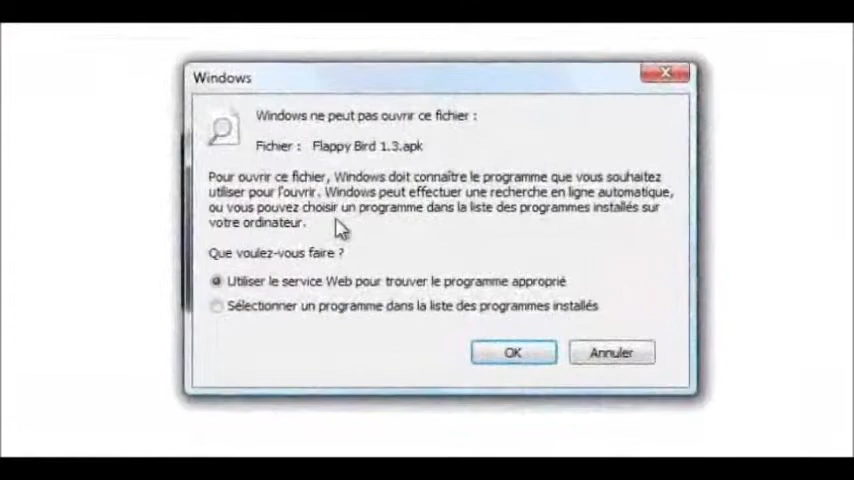 Windows
Windows ne peut pas ouvrir ce fichier :
Fichier : Flappy Bird 1.3.apk
Pour ouvrir ce fichier, Windows doit connaître le programme que vous souhaitez
utiliser pour l'ouvrir. Windows peut effectuer une recherche en ligne automatique,
ou vous pouvez choisir un programme dans la liste des programmes installés sur
votre ordinateur.
Que voulez-vous faire ?
Utiliser le service Web pour trouver le programme approprié
Sélectionner un programme dans la liste des programmes installés
OK Annuler